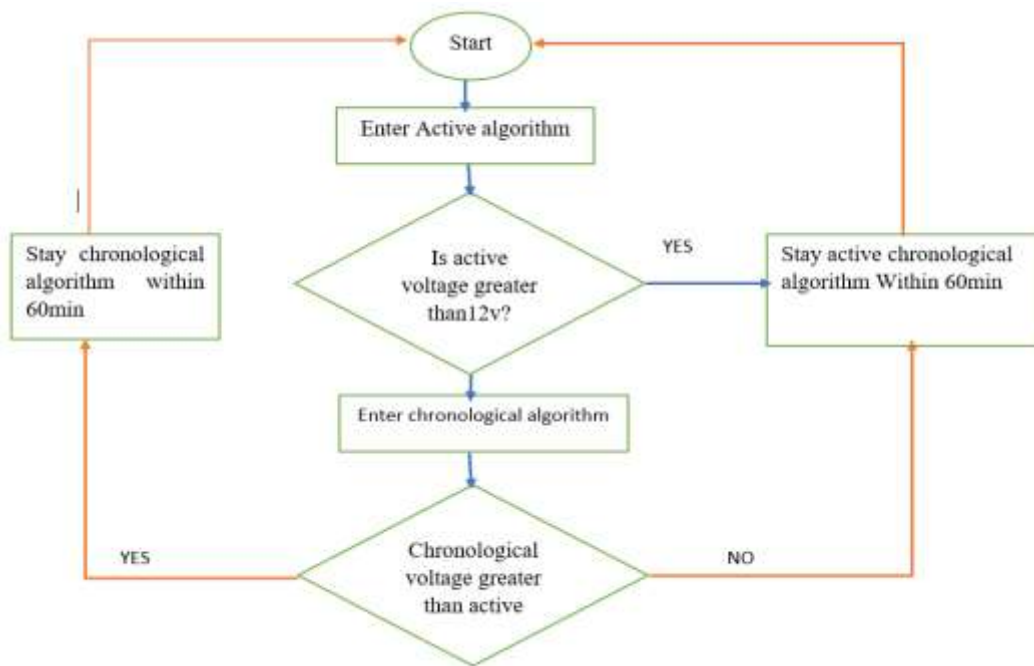 Start
Enter Active algorithm
Is active
voltage greater
than12v?
YES
Stay active chronological
algorithm Within 60min
Stay chronological
algorithm within
60min
Enter chronological algorithm
Chronological
voltage greater
than active
YES
NO